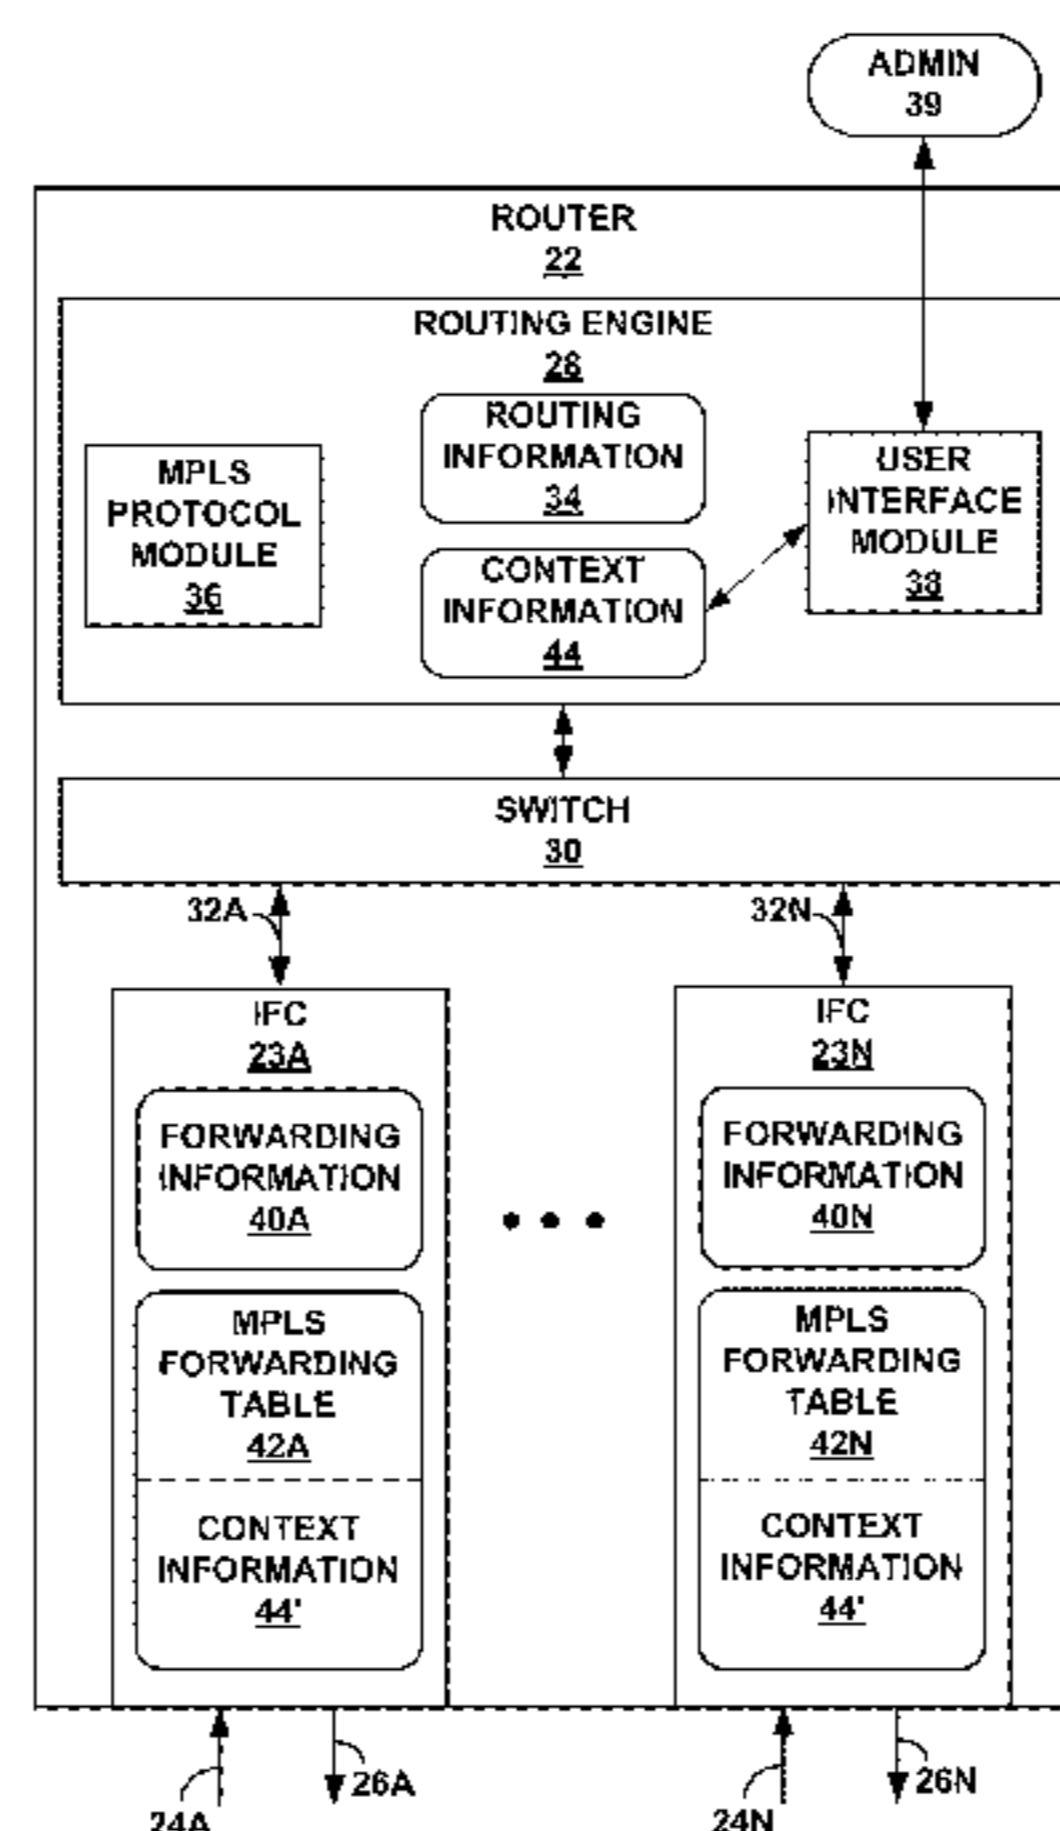 ADMIN
39
ROUTER
22
ROUTING ENGINE
28
ROUTING
INFORMATION
34
MPLS
PROTOCOL
MODULE
36
USER
INTERFACE
MODULE
38
CONTEXT
INFORMATION
44
SWITCH
30
32A
32N
IFC
23A
FORWARDING
INFORMATION
40A
MPLS
FORWARDING
TABLE
42A
CONTEXT
INFORMATION
44'
IFC
23N
FORWARDING
INFORMATION
40N
MPLS
FORWARDING
TABLE
42N
CONTEXT
INFORMATION
44'
24A
26A
24N
26N